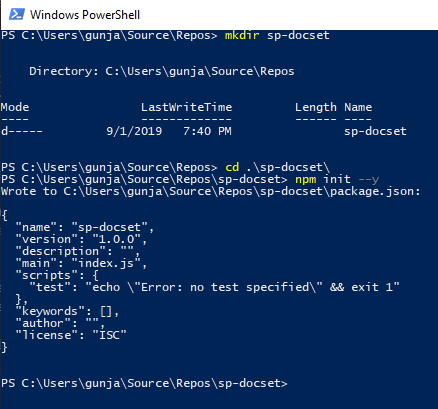 Windows PowerShell
PS C:\Users\gunja\Source\Repos> mkdir sp-docset
Directory: C:\Users\gunja\Source\Repos
Mode                LastWriteTime         Length Name
----                -------------         ------ ----
d-----         9/1/2019   7:40 PM                sp-docset
PS C:\Users\gunja\Source\Repos> cd .\sp-docset\
PS C:\Users\gunja\Source\Repos\sp-docset> npm init --y
Wrote to C:\Users\gunja\Source\Repos\sp-docset\package.json:
{
  "name": "sp-docset",
  "version": "1.0.0",
  "description": "",
  "main": "index.js",
  "scripts": {
    "test": "echo \"Error: no test specified\" && exit 1"
  },
  "keywords": [],
  "author": "",
  "license": "ISC"
}
PS C:\Users\gunja\Source\Repos\sp-docset>